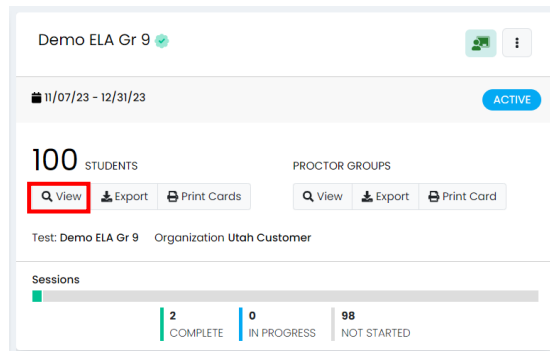 Demo ELA Gr 9
11/07/23 - 12/31/23
ACTIVE
100 STUDENTS
PROCTOR GROUPS
View Export Print Cards
View Export Print Card
Test: Demo ELA Gr 9 Organization Utah Customer
Sessions
2
COMPLETE
0
IN PROGRESS
98
NOT STARTED